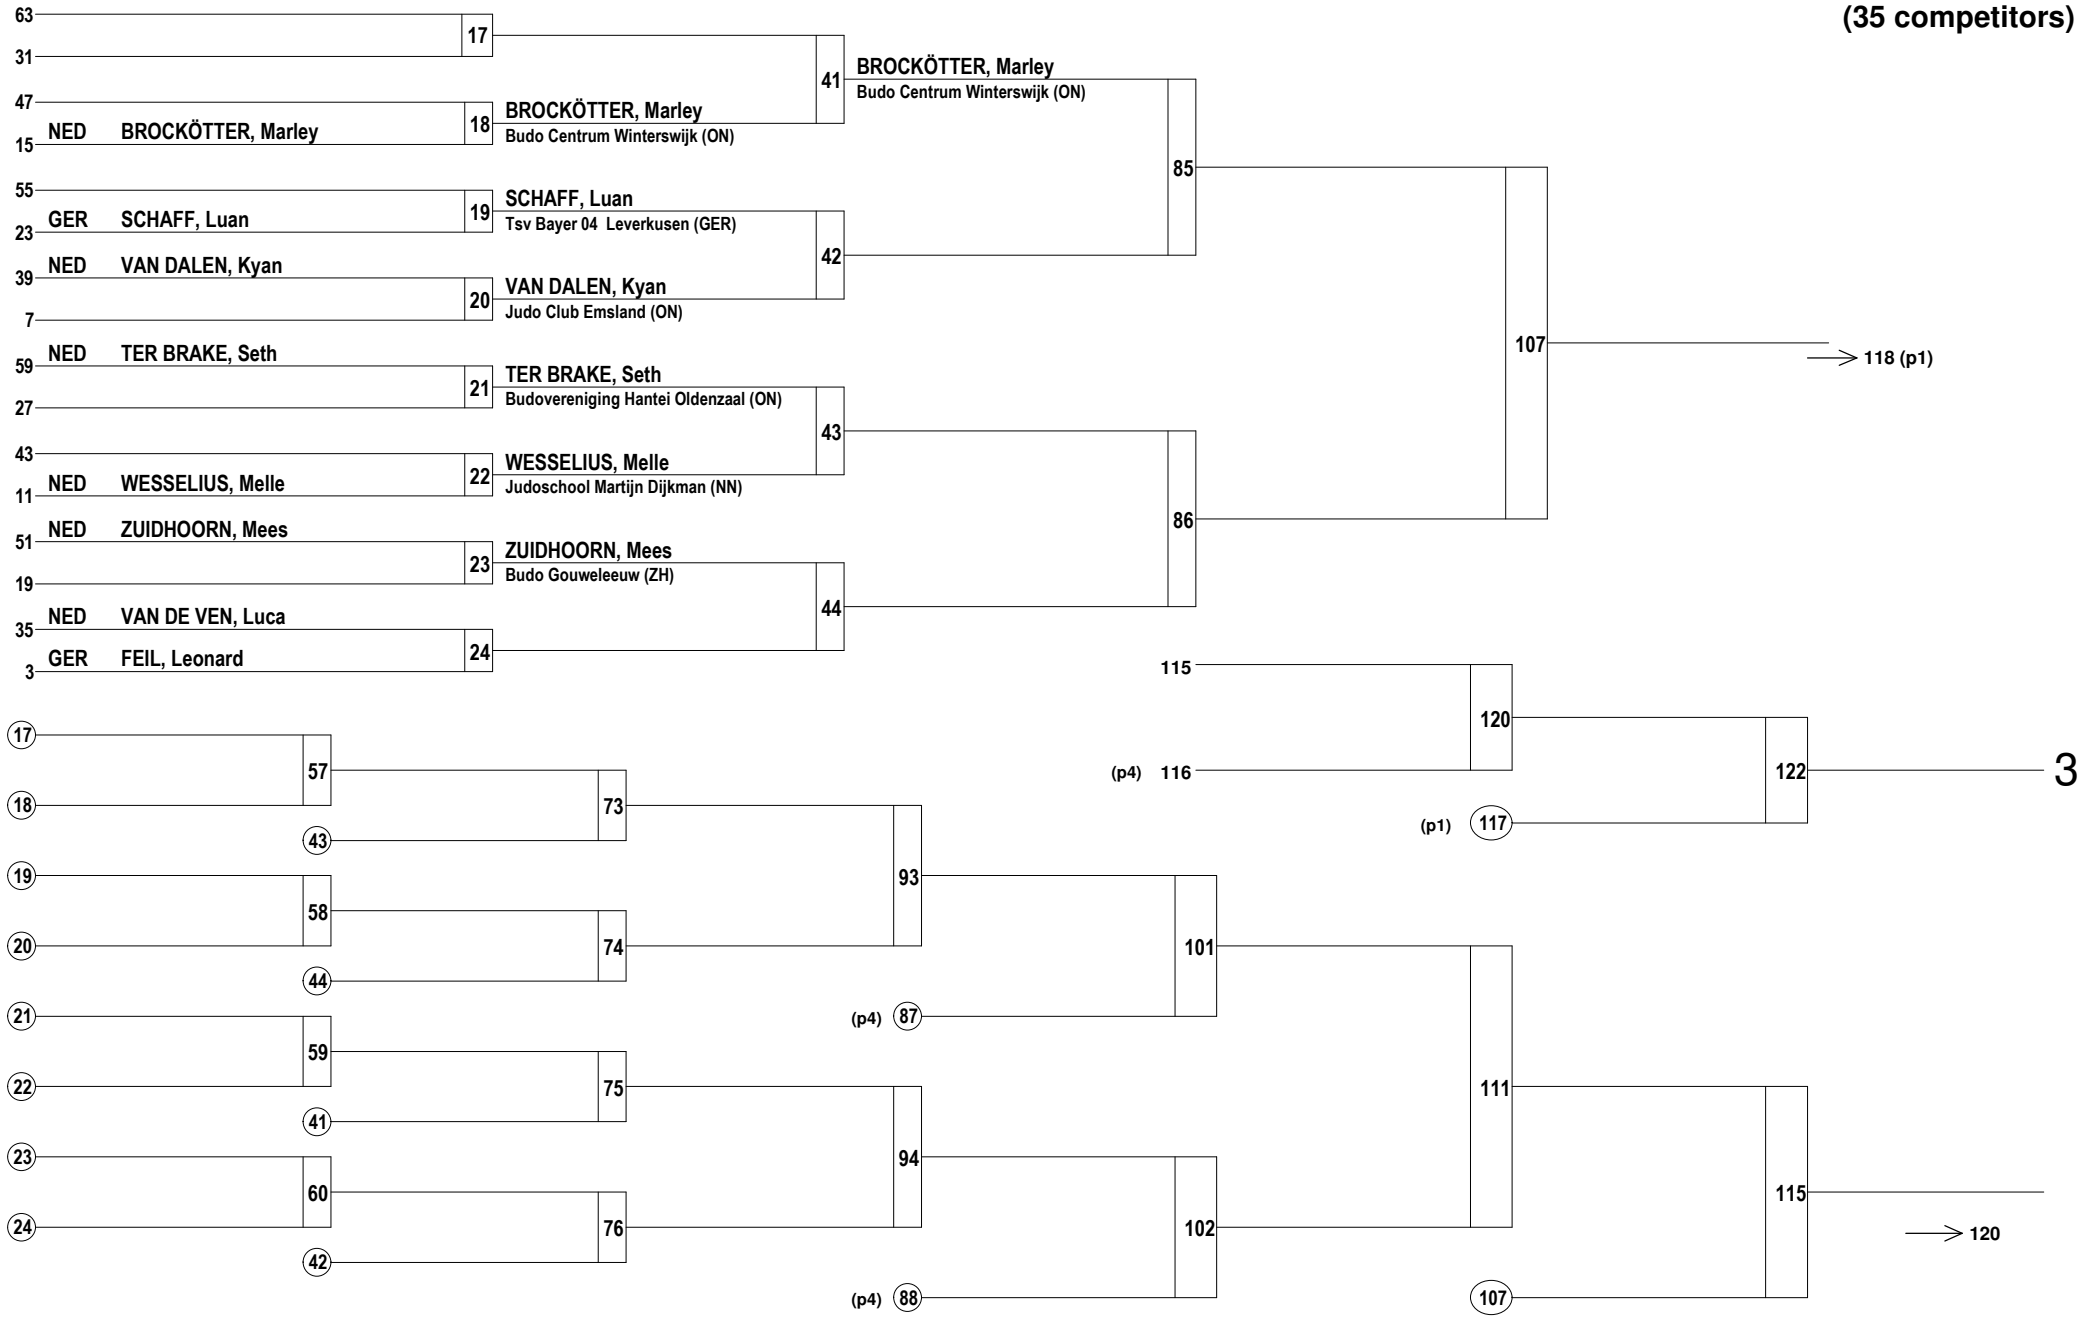 (35 competitors)
63
17
31
41
BROCKÖTTER, Marley
Budo Centrum Winterswijk (ON)
47
NED BROCKÖTTER, Marley
15
18
BROCKÖTTER, Marley
Budo Centrum Winterswijk (ON)
85
55
GER SCHAFF, Luan
23
19
SCHAFF, Luan
Tsv Bayer 04 Leverkusen (GER)
42
NED VAN DALEN, Kyan
39
20
7
VAN DALEN, Kyan
Judo Club Emsland (ON)
107
118 (p1)
NED TER BRAKE, Seth
59
21
27
TER BRAKE, Seth
Budovereniging Hantei Oldenzaal (ON)
43
43
NED WESSELIUS, Melle
11
22
WESSELIUS, Melle
Judoschool Martijn Dijkman (NN)
86
NED ZUIDHOORN, Mees
51
23
19
ZUIDHOORN, Mees
Budo Gouweleeuw (ZH)
44
NED VAN DE VEN, Luca
35
GER FEIL, Leonard
3
24
115
120
(p4) 116
122
3
(p1) 117
17
57
18
73
43
93
19
58
20
74
44
101
(p4) 87
21
59
22
75
41
111
94
23
60
24
76
42
102
(p4) 88
115
120
107